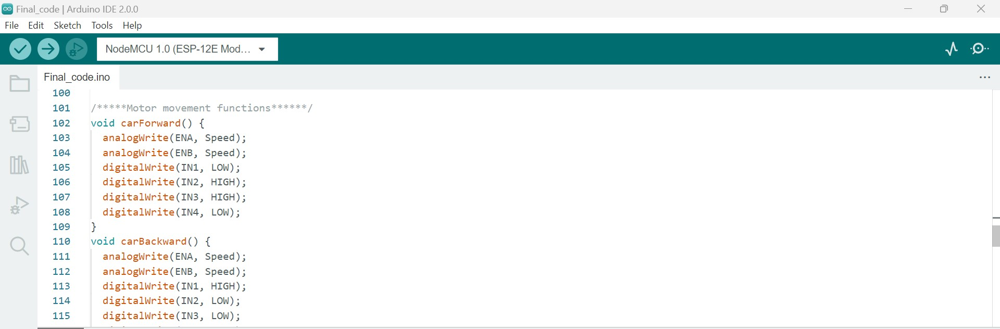 Final_code | Arduino IDE 2.0.0
File Edit Sketch Tools Help
NodeMCU 1.0 (ESP-12E Mod...
Final_code.ino
100
101 /*****Motor movement functions******/
102 void carForward() {
103 analogWrite(ENA, Speed);
104 analogWrite(ENB, Speed);
105 digitalWrite(IN1, LOW);
106 digitalWrite(IN2, HIGH);
107 digitalWrite(IN3, HIGH);
108 digitalWrite(IN4, LOW);
109 }
110 void carBackward() {
111 analogWrite(ENA, Speed);
112 analogWrite(ENB, Speed);
113 digitalWrite(IN1, HIGH);
114 digitalWrite(IN2, LOW);
115 digitalWrite(IN3, LOW);